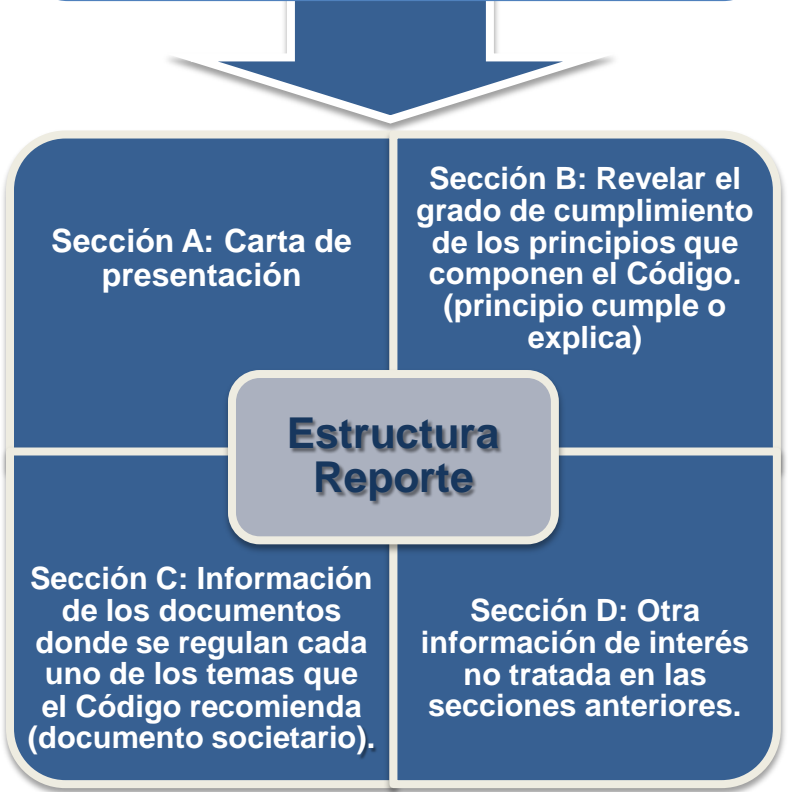 Sección A: Carta de
presentación
Sección B: Revelar el
grado de cumplimiento
de los principios que
componen el Código.
(principio cumple o
explica)
Estructura
Reporte
Sección C: Información
de los documentos
donde se regulan cada
uno de los temas que
el Código recomienda
(documento societario).
Sección D: Otra
información de interés
no tratada en las
secciones anteriores.